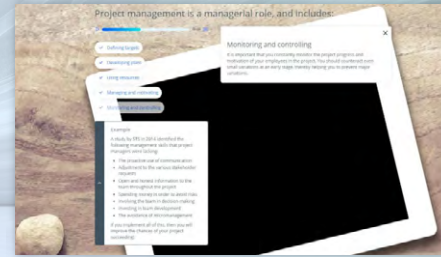 Project management is a managerial role, and includes:
Defining targets
Developing plans
Using resources
Managing and motivating
Monitoring and controlling
Monitoring and controlling
It is important that you constantly monitor the project progress and
motivation of your employees in the project. You should counteract even
small variations at an early stage, thereby helping you to prevent major
variations.
Example
following management skills that project
managers were lacking:
The proactive use of communication
Adjustment to the various stakeholder
requests
Open and honest information to the
team throughout the project
Spending money in order to avoid risks
Involving the team in decision making
Investing in team development
The avoidance of micromanagement
If you implement all of this, then you will
improve the chances of your project
succeeding!